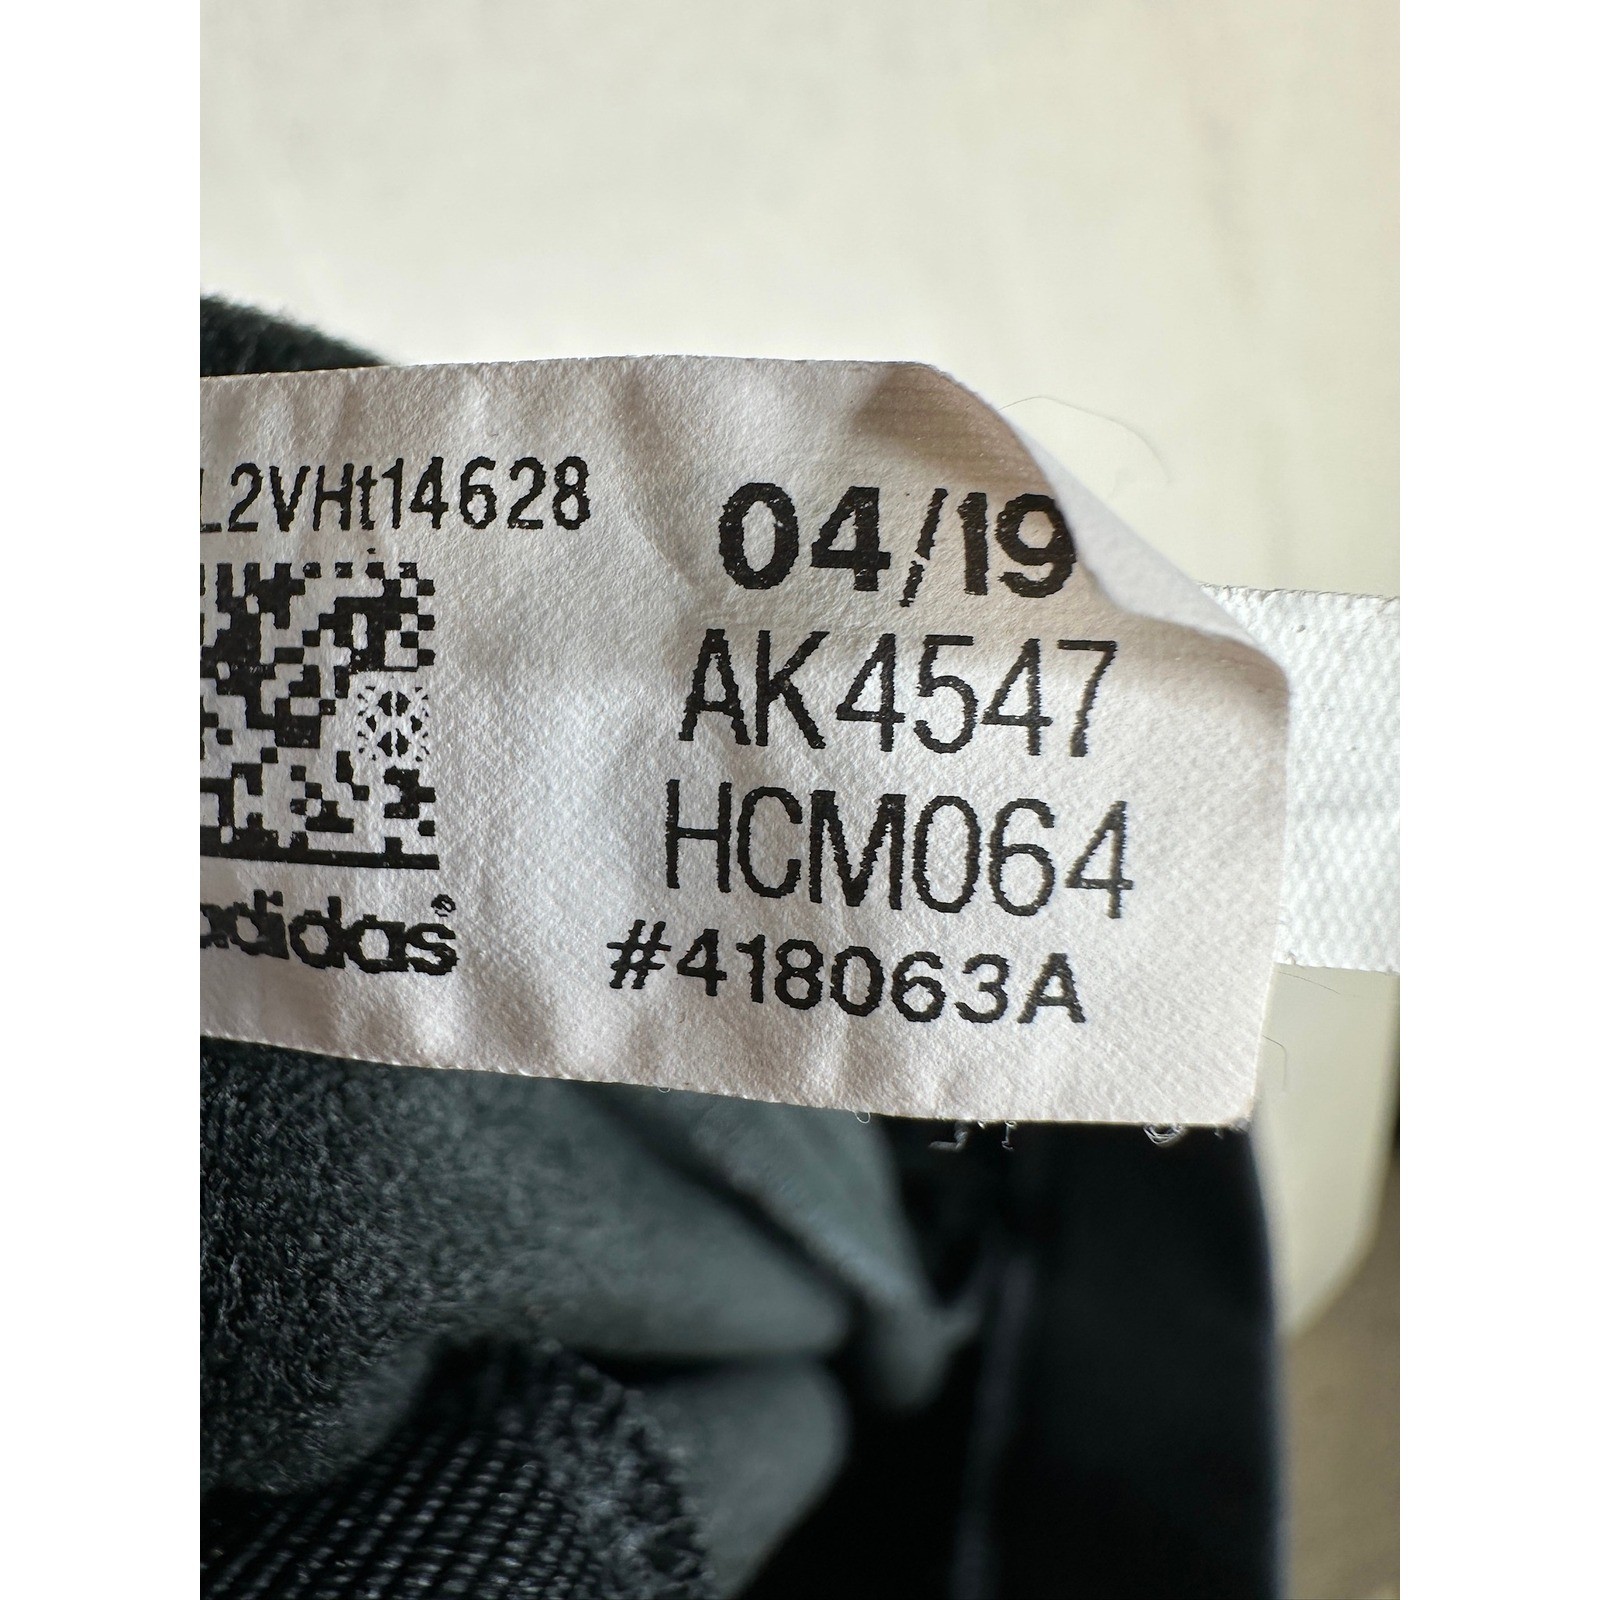 L2VHt14628
04/19
AK4547
HCM064
#418063A
adidas®